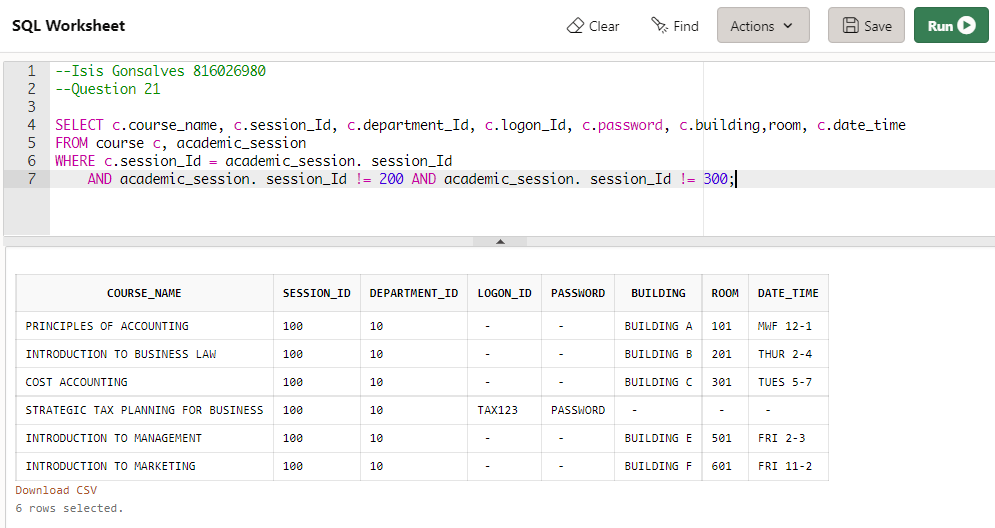 SQL Worksheet Clear Find Actions Save Run
1 --Isis Gonsalves 816026980
2 --Question 21
3
4 SELECT c.course_name, c.session_Id, c.department_Id, c.logon_Id, c.password, c.building,room, c.date_time
5 FROM course c, academic_session
6 WHERE c.session_Id = academic_session. session_Id
7 AND academic_session. session_Id != 200 AND academic_session. session_Id != 300;
COURSE_NAME SESSION_ID DEPARTMENT_ID LOGON_ID PASSWORD BUILDING ROOM DATE_TIME
PRINCIPLES OF ACCOUNTING 100 10 - - BUILDING A 101 MWF 12-1
INTRODUCTION TO BUSINESS LAW 100 10 - - BUILDING B 201 THUR 2-4
COST ACCOUNTING 100 10 - - BUILDING C 301 TUES 5-7
STRATEGIC TAX PLANNING FOR BUSINESS 100 10 TAX123 PASSWORD - - -
INTRODUCTION TO MANAGEMENT 100 10 - - BUILDING E 501 FRI 2-3
INTRODUCTION TO MARKETING 100 10 - - BUILDING F 601 FRI 11-2
Download CSV
6 rows selected.